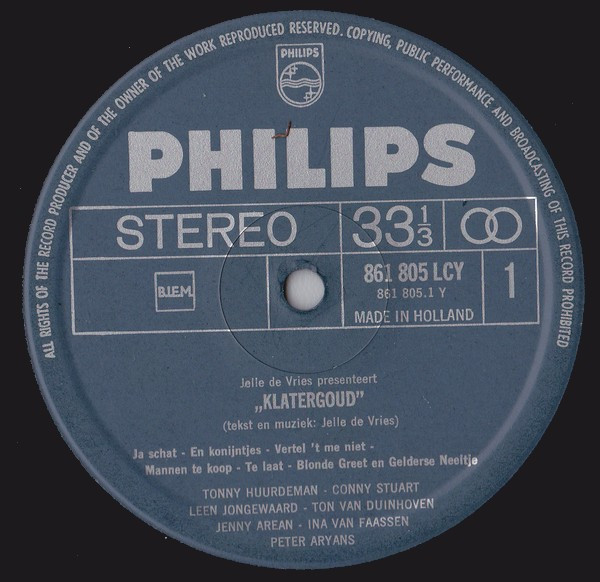 ALL RIGHTS OF THE RECORD PRODUCER AND OF THE OWNER OF THE WORK REPRODUCED RESERVED. COPYING, PUBLIC PERFORMANCE AND BROADCASTING OF THIS RECORD PROHIBITED
PHILIPS
PHILIPS
STEREO 33 1/3
B.I.E.M.
861 805 LCY
861 805.1 Y
MADE IN HOLLAND
1
Jelle de Vries presenteert
„KLATERGOUD”
(tekst en muziek: Jelle de Vries)
Ja schat - En konijntjes - Vertel 't me niet -
Mannen te koop - Te laat - Blonde Greet en Gelderse Neeltje
TONNY HUURDEMAN - CONNY STUART
LEEN JONGEWAARD - TON VAN DUINHOVEN
JENNY AREAN - INA VAN FAASSEN
PETER ARYANS